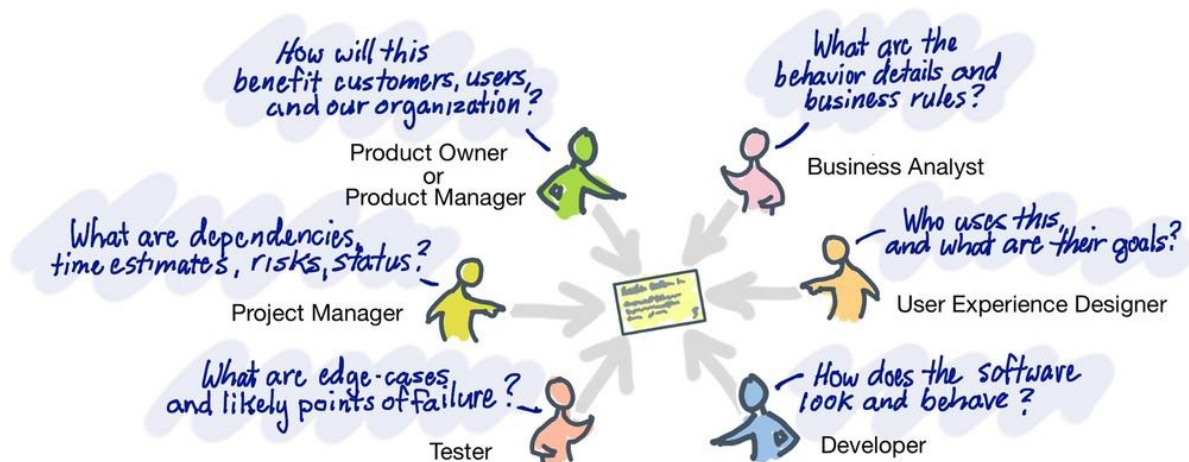 How will this
benefit customers, users,
and our organization?
Product Owner
or
Product Manager
What are the
behavior details and
business rules?
Business Analyst
What are dependencies,
time estimates, risks, status?
Project Manager
Who uses this,
and what are their goals?
User Experience Designer
What are edge-cases
and likely points of failure?
Tester
How does the software
look and behave?
Developer